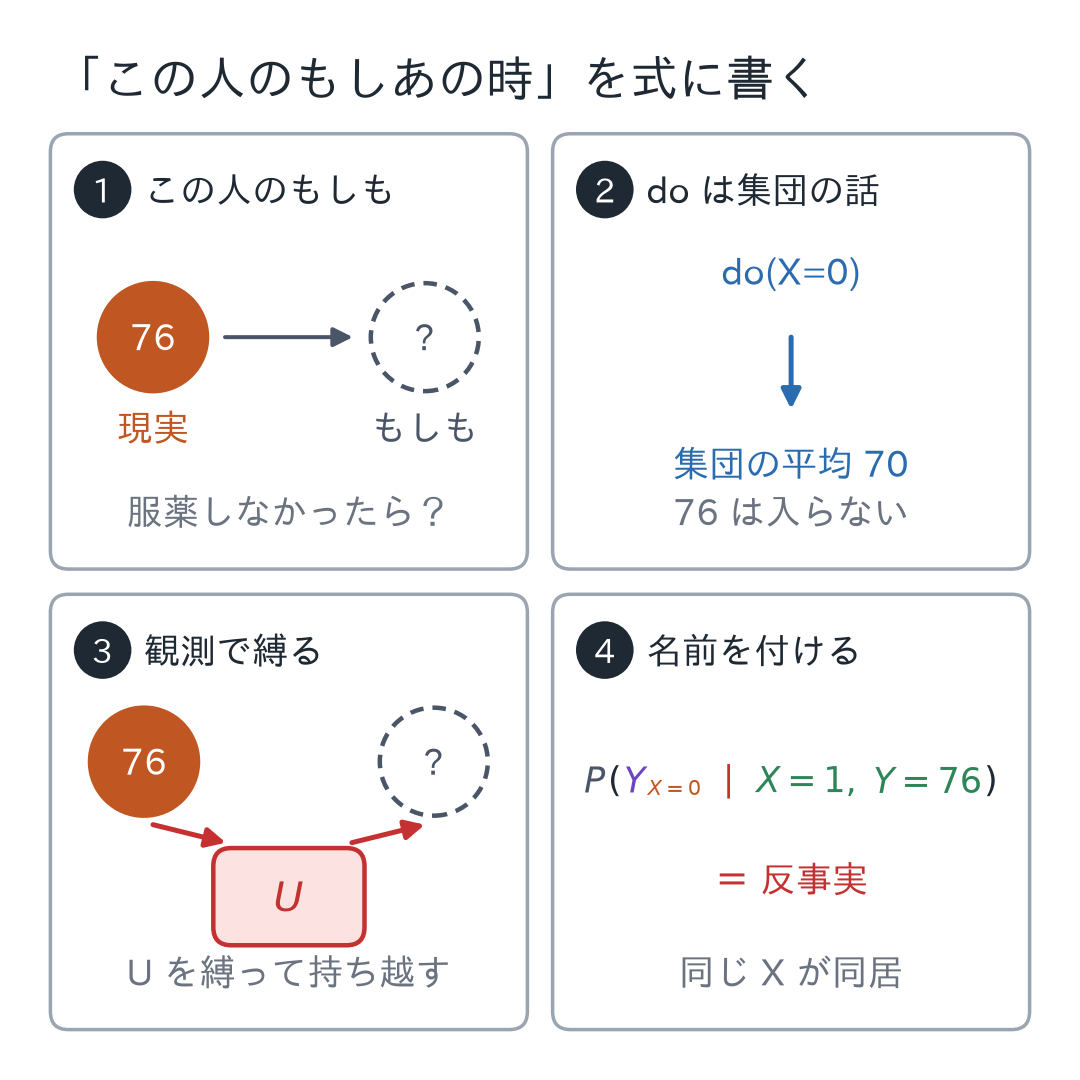 「この人のもしあの時」を式に書く
1 この人のもしも
76
?
現実
もしも
服薬しなかったら？
2 do は集団の話
do(X=0)
集団の平均 70
76 は入らない
3 観測で縛る
76
?
U
U を縛って持ち越す
4 名前を付ける
P(Y_{X=0} | X=1, Y=76)
= 反事実
同じ X が同居